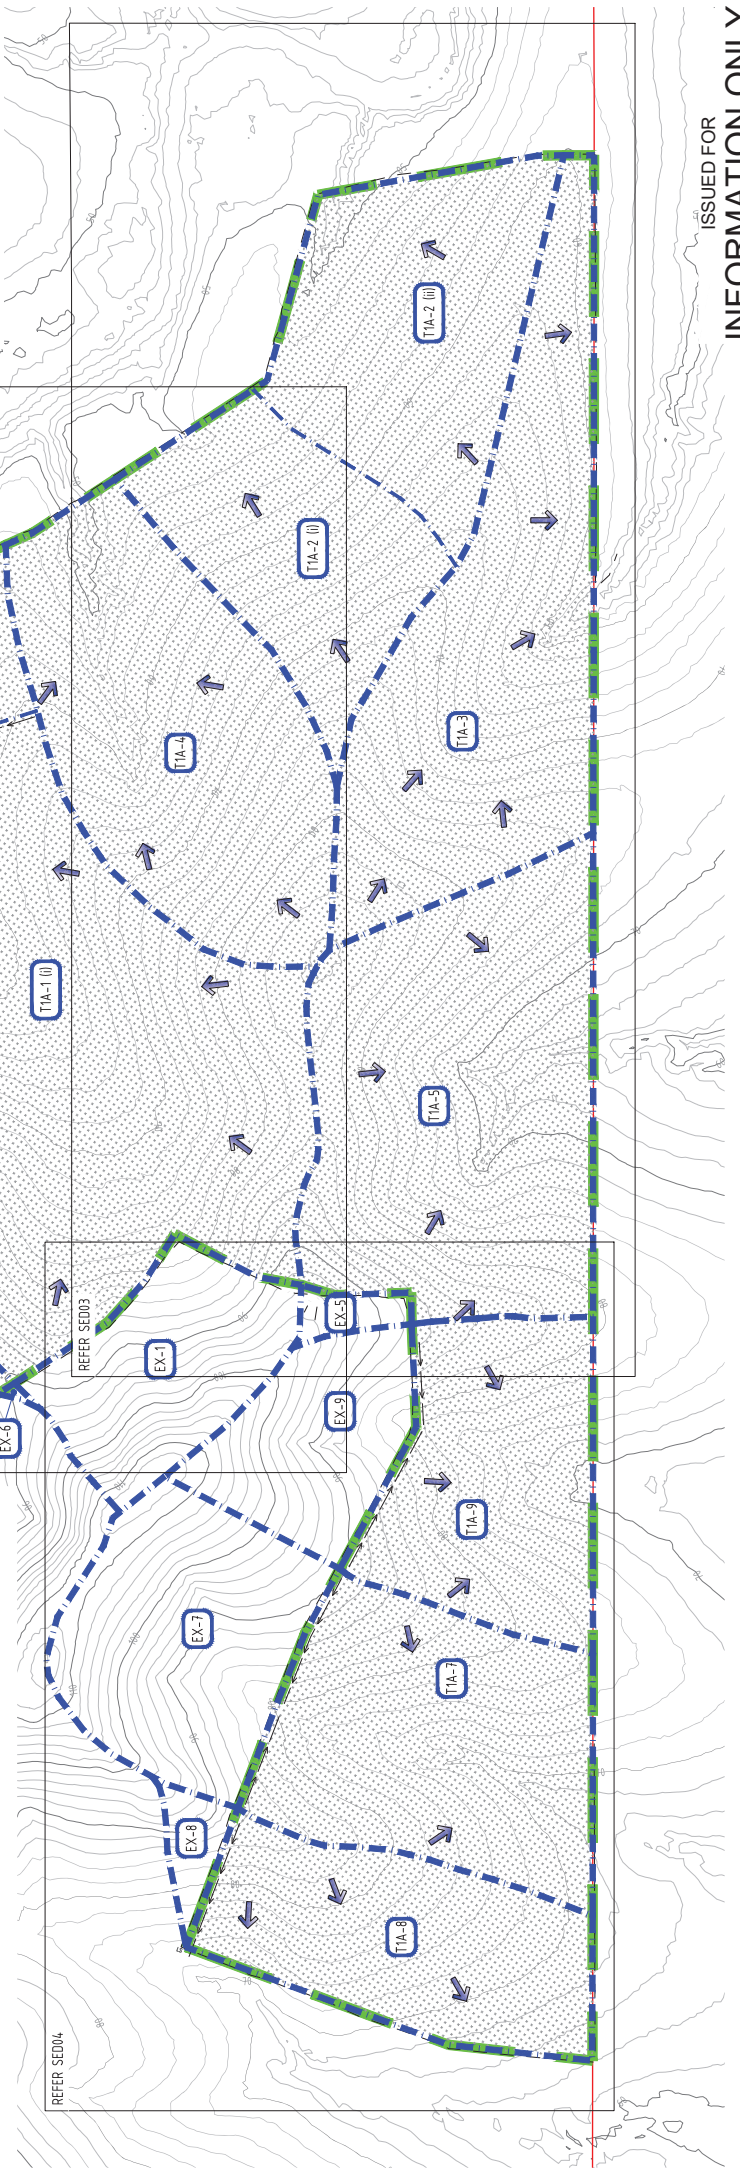 ISSUED FOR
INFORMATION ONLY
T1A-2 (ii)
T1A-2 (i)
T1A-4
T1A-3
T1A-1 (i)
T1A-5
REFER SED03
EX-5
EX-1
EX-6
EX-9
T1A-9
EX-7
T1A-7
EX-8
T1A-8
REFER SED04